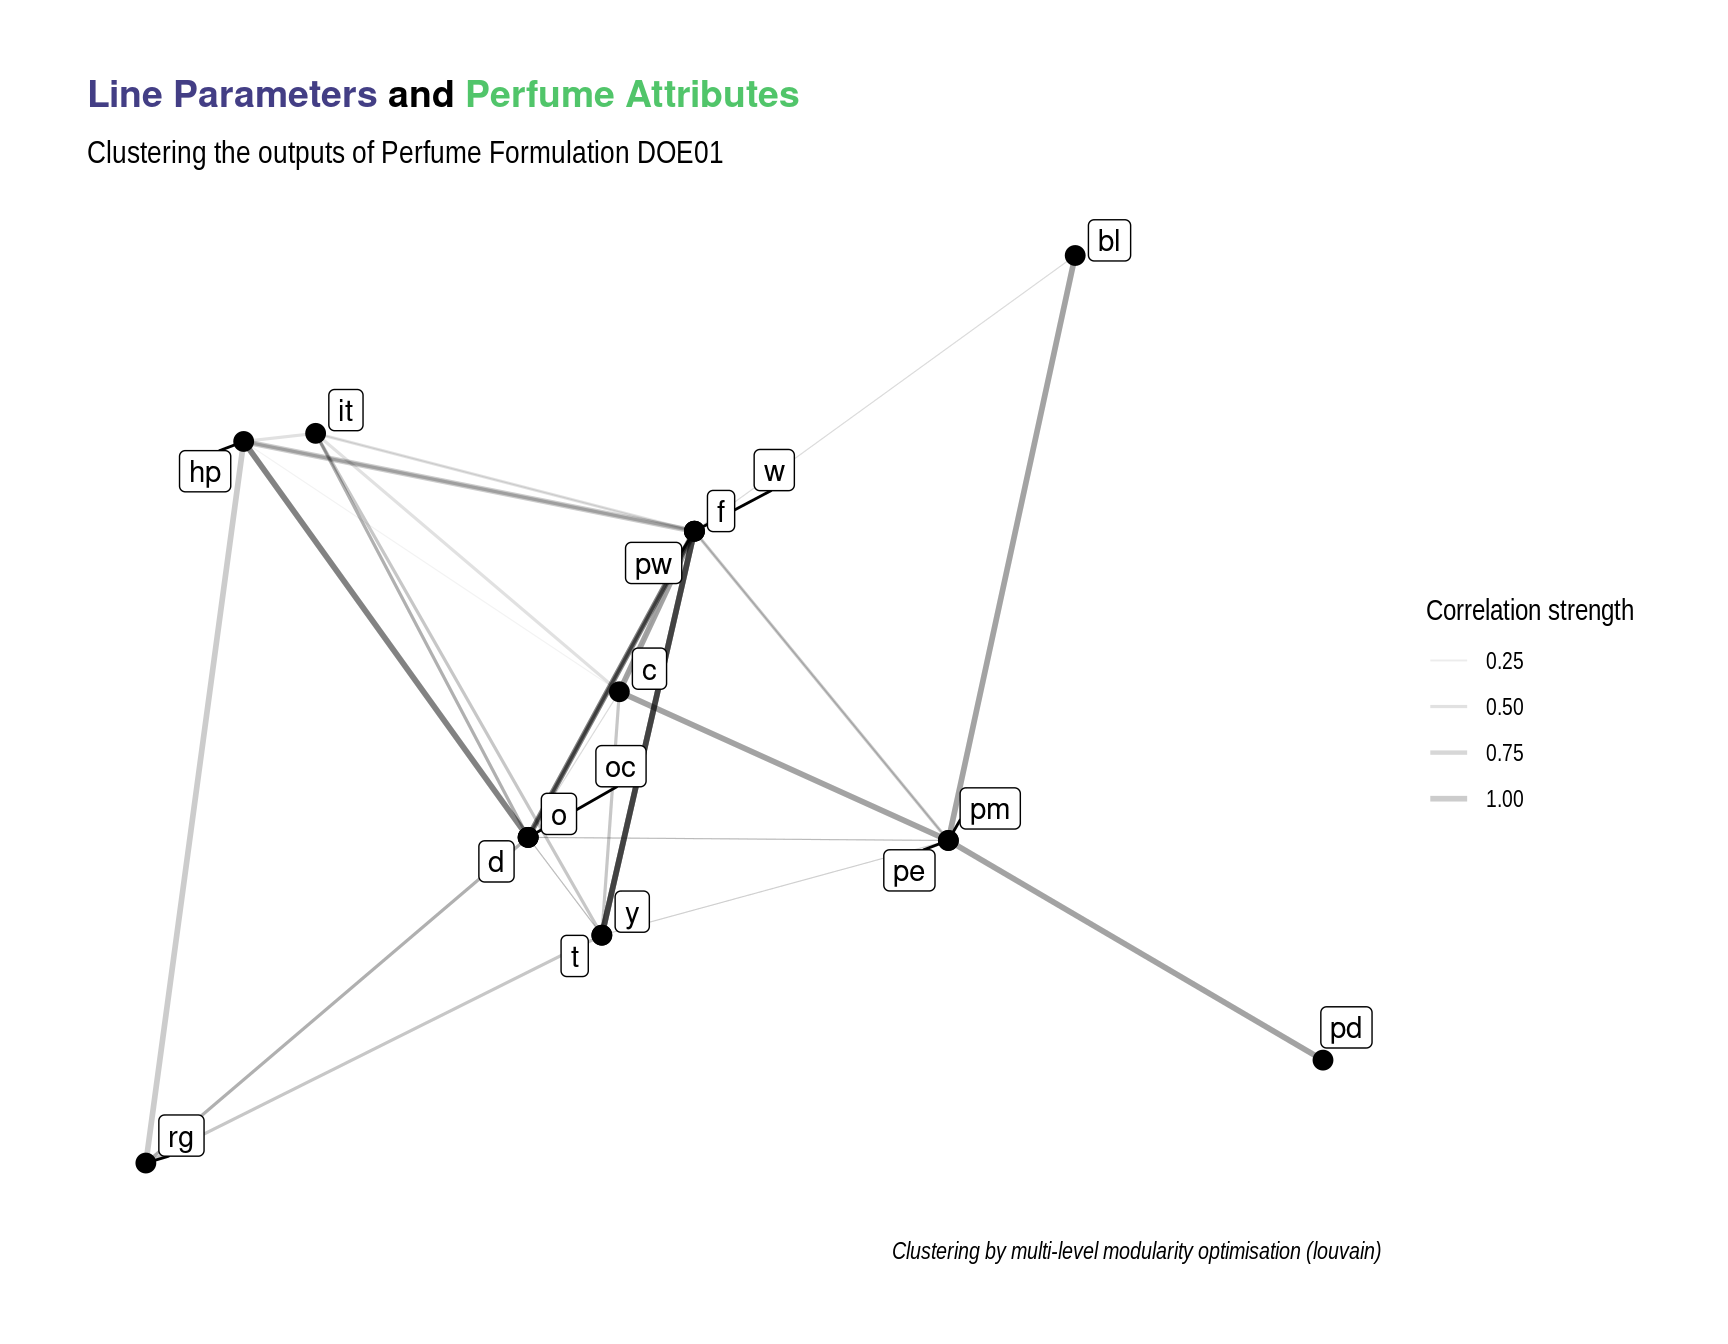 Line Parameters and Perfume Attributes
Clustering the outputs of Perfume Formulation DOE01
bl
it
hp
w
f
pw
c
oc
o
d
pm
pe
y
t
pd
rg
Correlation strength
0.25
0.50
0.75
1.00
Clustering by multi-level modularity optimisation (louvain)